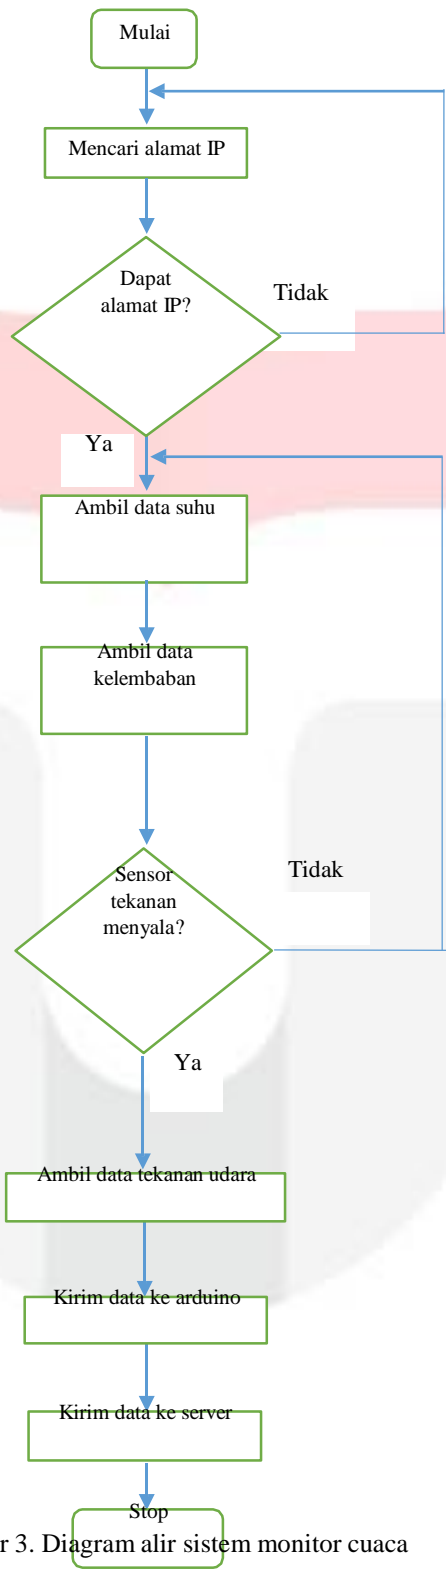 Mulai
Mencari alamat IP
Dapat
alamat IP?
Tidak
Ya
Ambil data suhu
Ambil data
kelembaban
Sensor
tekanan
menyala?
Tidak
Ya
Ambil data tekanan udara
Kirim data ke arduino
Kirim data ke server
Stop
r 3. Diagram alir sistem monitor cuaca